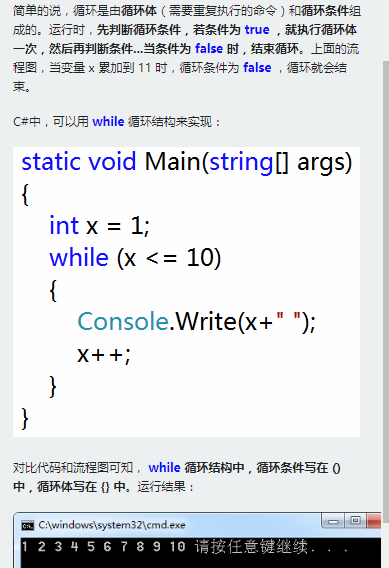 简单的说，循环是由循环体（需要重复执行的命令）和循环条件组
成的。运行时，先判断循环条件，若条件为 true ，就执行循环体
一次，然后再判断条件...当条件为 false 时，结束循环。上面的流
程图，当变量 x 累加到 11 时，循环条件为 false ，循环就会结
束。
C#中，可以用 while 循环结构来实现：
static void Main(string[] args)
{
int x = 1;
while (x <= 10)
{
Console.Write(x+" ");
x++;
}
}
对比代码和流程图可知， while 循环结构中，循环条件写在 ()
中，循环体写在 {} 中。运行结果：
C:\windows\system32\cmd.exe
1 2 3 4 5 6 7 8 9 10 请按任意键继续. . .